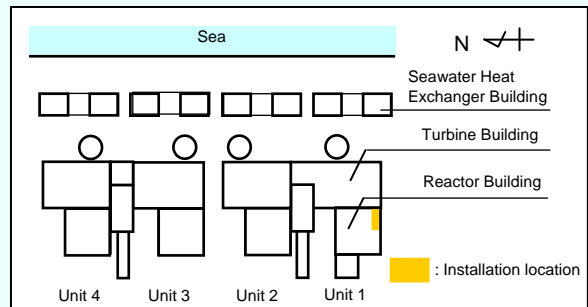 Sea
N
Seawater Heat
Exchanger Building
Turbine Building
Reactor Building
: Installation location
Unit 4 Unit 3 Unit 2 Unit 1